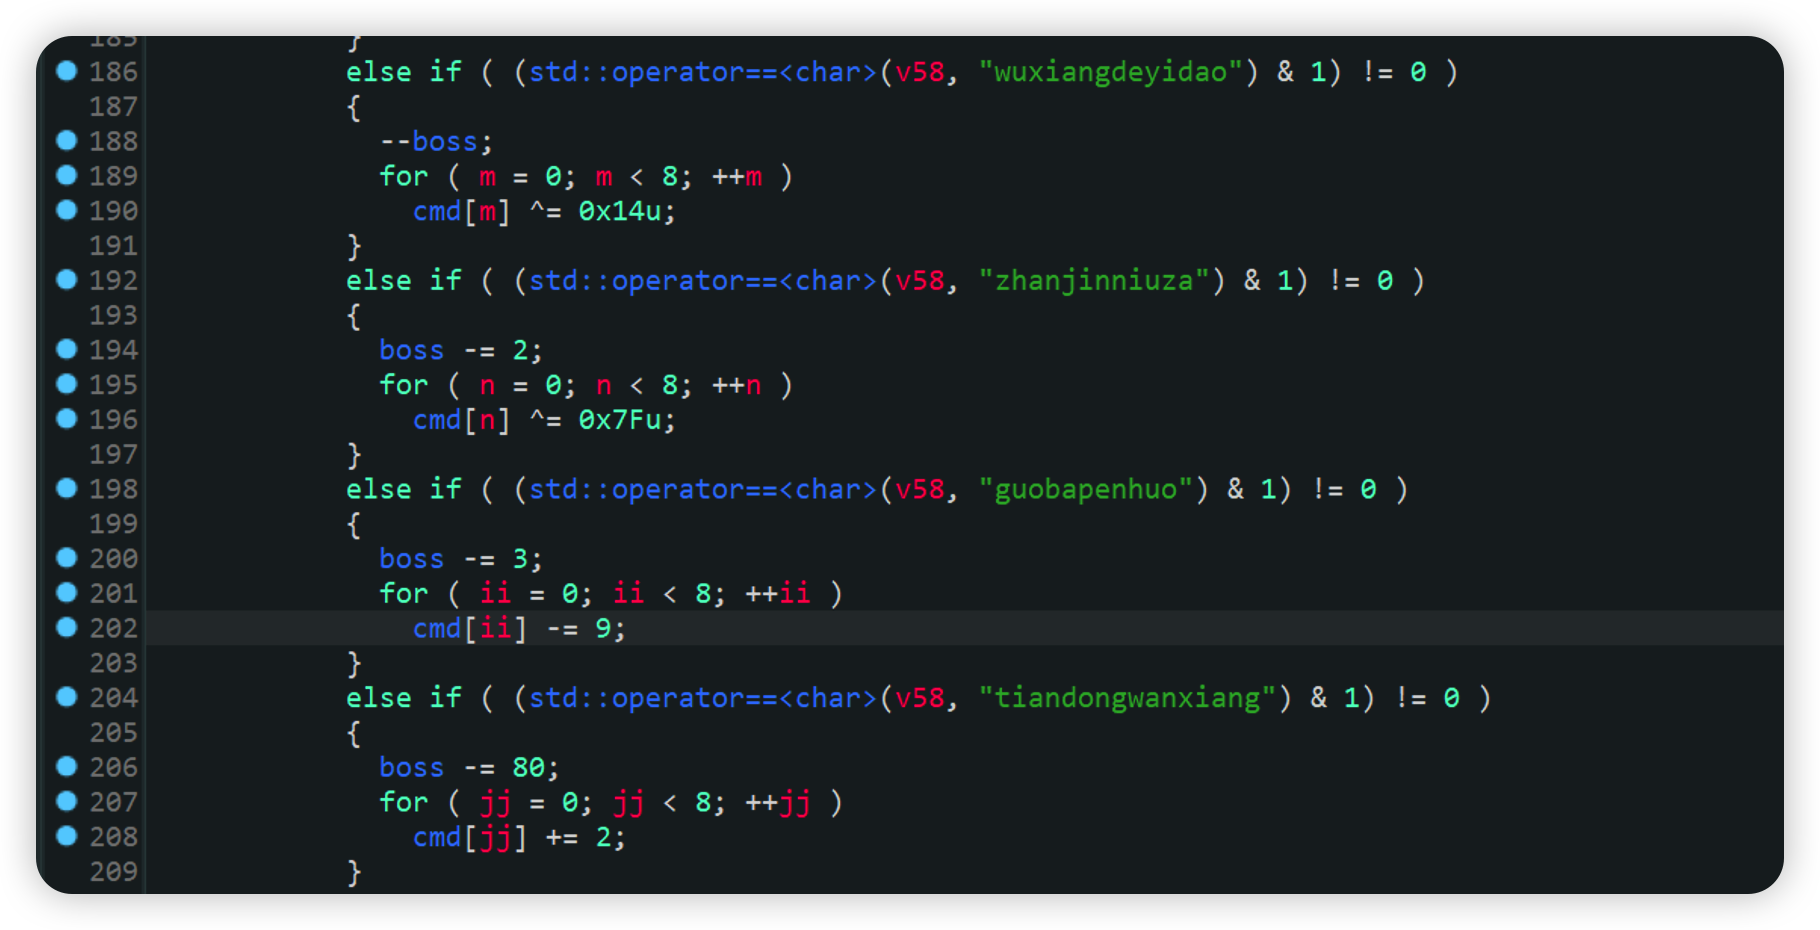 185 }
186 else if ( (std::operator==<char>(v58, "wuxiangdeyidao") & 1) != 0 )
187 {
188 --boss;
189 for ( m = 0; m < 8; ++m )
190 cmd[m] ^= 0x14u;
191 }
192 else if ( (std::operator==<char>(v58, "zhanjinniuza") & 1) != 0 )
193 {
194 boss -= 2;
195 for ( n = 0; n < 8; ++n )
196 cmd[n] ^= 0x7Fu;
197 }
198 else if ( (std::operator==<char>(v58, "guobapenhuo") & 1) != 0 )
199 {
200 boss -= 3;
201 for ( ii = 0; ii < 8; ++ii )
202 cmd[ii] -= 9;
203 }
204 else if ( (std::operator==<char>(v58, "tiandongwanxiang") & 1) != 0 )
205 {
206 boss -= 80;
207 for ( jj = 0; jj < 8; ++jj )
208 cmd[jj] += 2;
209 }